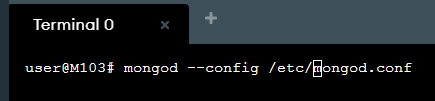 Terminal 0
user@M103# mongod --config /etc/mongod.conf